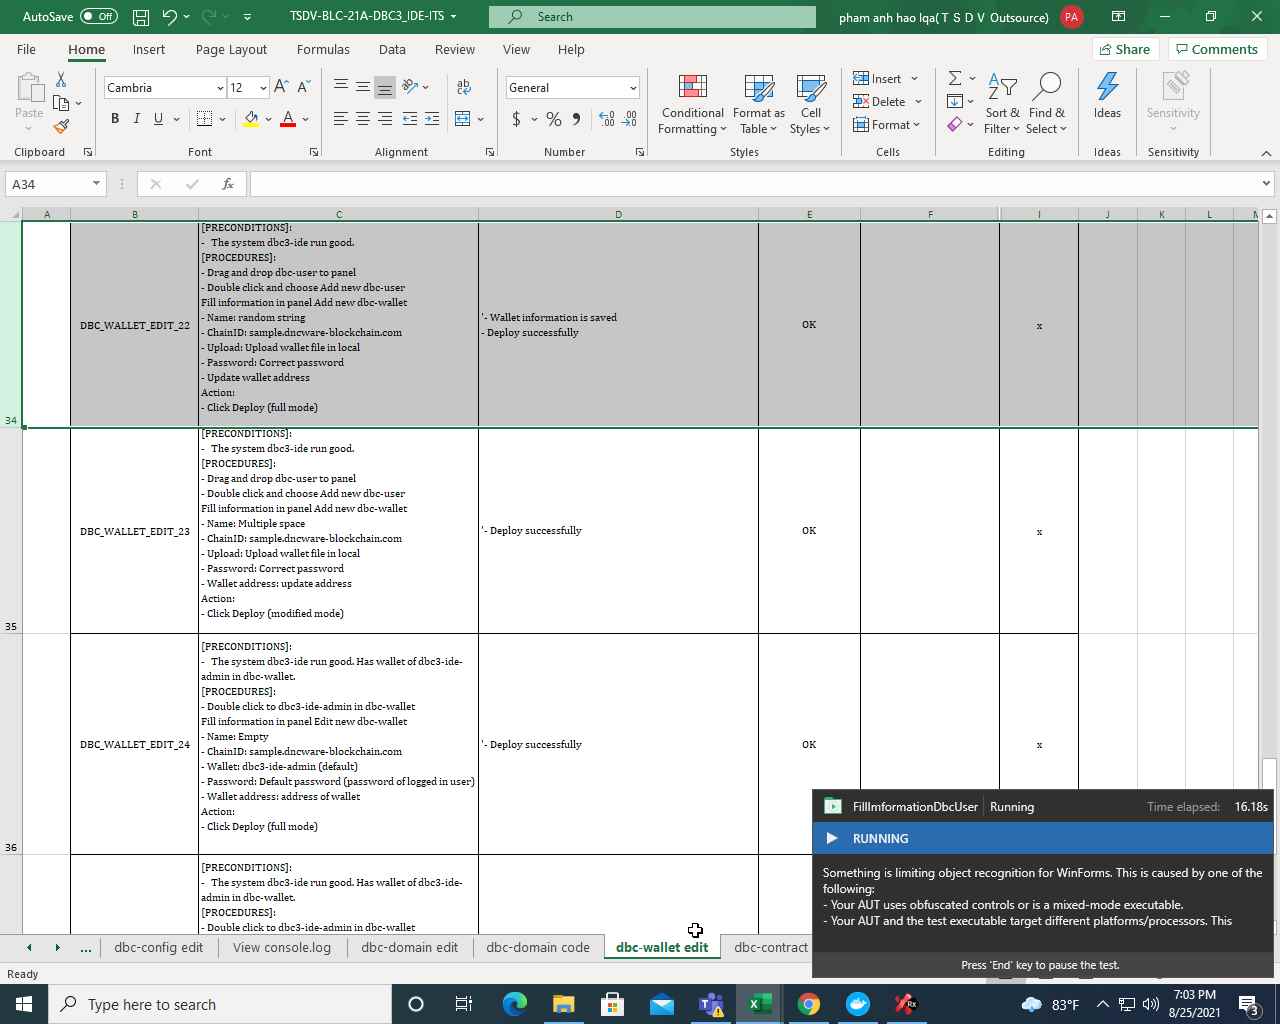 AutoSave Off TSDV-BLC-21A-DBC3_IDE-ITS Search pham anh hao lqa(T S D V Outsource) PA
File Home Insert Page Layout Formulas Data Review View Help Share Comments
Paste
Cambria 12
B I U
General
$ % 9
Conditional Formatting
Format as Table
Cell Styles
Insert
Delete
Format
Sort & Filter
Find & Select
Ideas
Sensitivity
Clipboard Font Alignment Number Styles Cells Editing Ideas Sensitivity
A34 fx
A B C D E F I J K L M
34
DBC_WALLET_EDIT_22
[PRECONDITIONS]:
- The system dbc3-ide run good.
[PROCEDURES]:
- Drag and drop dbc-user to panel
- Double click and choose Add new dbc-user
Fill information in panel Add new dbc-wallet
- Name: random string
- ChainID: sample.dncware-blockchain.com
- Upload: Upload wallet file in local
- Password: Correct password
- Update wallet address
Action:
- Click Deploy (full mode)
'- Wallet information is saved
- Deploy successfully
OK
x
35
DBC_WALLET_EDIT_23
[PRECONDITIONS]:
- The system dbc3-ide run good.
[PROCEDURES]:
- Drag and drop dbc-user to panel
- Double click and choose Add new dbc-user
Fill information in panel Add new dbc-wallet
- Name: Multiple space
- ChainID: sample.dncware-blockchain.com
- Upload: Upload wallet file in local
- Password: Correct password
- Wallet address: update address
Action:
- Click Deploy (modified mode)
'- Deploy successfully
OK
x
36
DBC_WALLET_EDIT_24
[PRECONDITIONS]:
- The system dbc3-ide run good. Has wallet of dbc3-ide-
admin in dbc-wallet.
[PROCEDURES]:
- Double click to dbc3-ide-admin in dbc-wallet
Fill information in panel Edit new dbc-wallet
- Name: Empty
- ChainID: sample.dncware-blockchain.com
- Wallet: dbc3-ide-admin (default)
- Password: Default password (password of logged in user)
- Wallet address: address of wallet
Action:
- Click Deploy (full mode)
'- Deploy successfully
OK
x
[PRECONDITIONS]:
- The system dbc3-ide run good. Has wallet of dbc3-ide-
admin in dbc-wallet.
[PROCEDURES]:
- Double click to dbc3-ide-admin in dbc-wallet
FillImformationDbcUser Running Time elapsed: 16.18s
RUNNING
Something is limiting object recognition for WinForms. This is caused by one of the
following:
- Your AUT uses obfuscated controls or is a mixed-mode executable.
- Your AUT and the test executable target different platforms/processors. This
Press 'End' key to pause the test.
... dbc-config edit View console.log dbc-domain edit dbc-domain code dbc-wallet edit dbc-contract
Ready
Type here to search
83°F
7:03 PM
8/25/2021
3